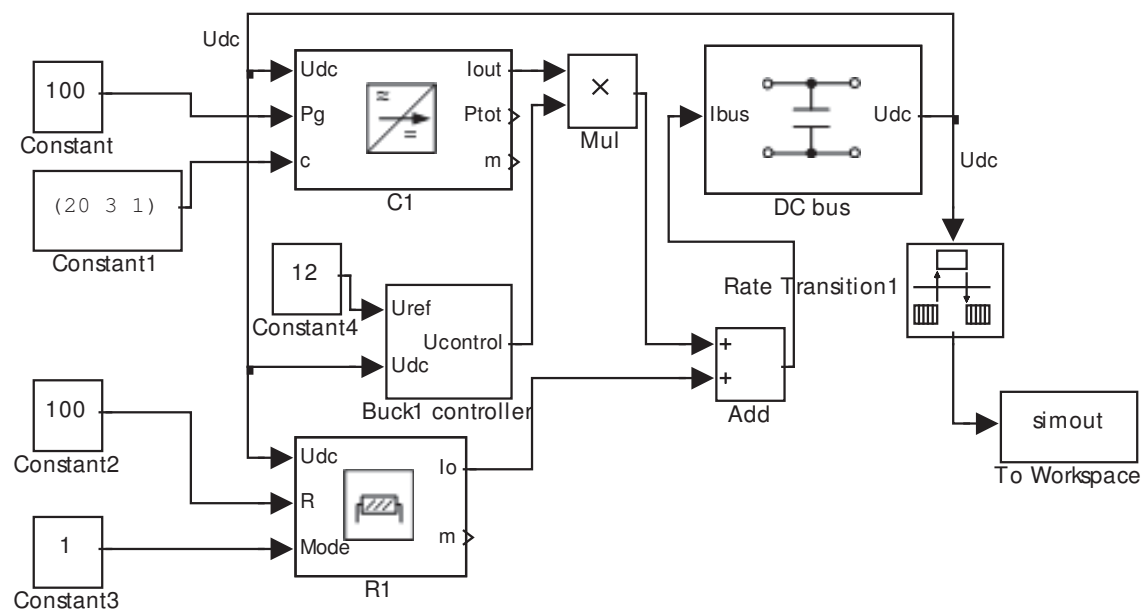 Udc
100
Constant
(20 3 1)
Constant1
Udc
Pg
c
≈
=
Iout
Ptot
m
C1
×
Mul
Ibus
Udc
DC bus
Udc
12
Constant4
Uref
Ucontrol
Udc
Buck1 controller
Rate Transition1
+
+
Add
100
Constant2
Udc
R
Mode
Io
m
R1
1
Constant3
simout
To Workspace